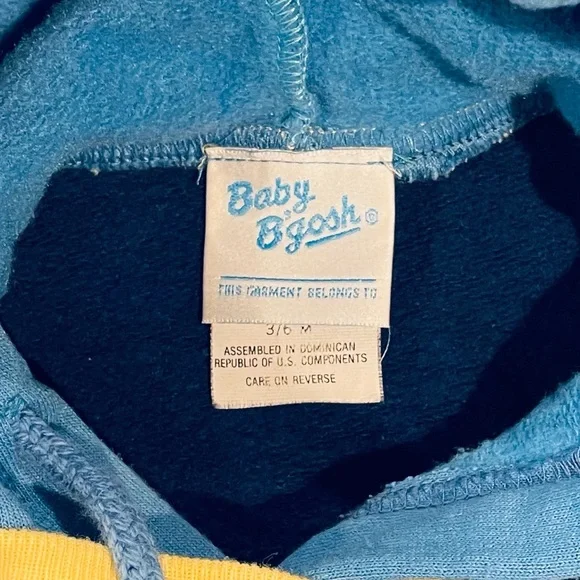 Baby
B'gosh ®
THIS GARMENT BELONGS TO
3/6 M
ASSEMBLED IN DOMINICAN
REPUBLIC OF U.S. COMPONENTS
CARE ON REVERSE